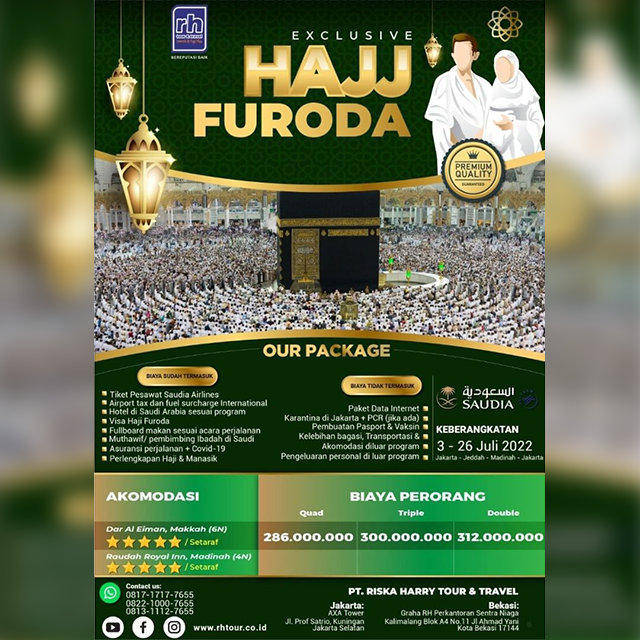 rh
BEREPUTASI BAIK
EXCLUSIVE
HAJJ
FURODA
PREMIUM
QUALITY
GUARANTEED
OUR PACKAGE
BIAYA SUDAH TERMASUK
Tiket Pesawat Saudia Airlines
Airport tax dan fuel surcharge International
Hotel di Saudi Arabia sesuai program
Visa Haji Furoda
Fullboard makan sesuai acara perjalanan
Muthawif/ pembimbing Ibadah di Saudi
Asuransi perjalanan + Covid-19
Perlengkapan Haji & Manasik
BIAYA TIDAK TERMASUK
Paket Data Internet
Karantina di Jakarta + PCR (jika ada)
Pembuatan Pasport & Vaksin
Kelebihan bagasi, Transportasi &
Akomodasi diluar program
Pengeluaran personal di luar program
السعودية
SAUDIA
KEBERANGKATAN
3 - 26 Juli 2022
Jakarta - Jeddah - Madinah - Jakarta
AKOMODASI
BIAYA PERORANG
Quad Triple Double
Dar Al Eiman, Makkah (6N)
/ Setaraf
286.000.000 300.000.000 312.000.000
Raudah Royal Inn, Madinah (4N)
/ Setaraf
Contact us:
0817-1717-7655
0822-1000-7655
0813-1112-7655
www.rhtour.co.id
PT. RISKA HARRY TOUR & TRAVEL
Jakarta:
AXA Tower
Jl. Prof Satrio, Kuningan
Jakarta Selatan
Bekasi:
Graha RH Perkantoran Sentra Niaga
Kalimalang Blok A4 No.11 Jl Ahmad Yani
Kota Bekasi 17144